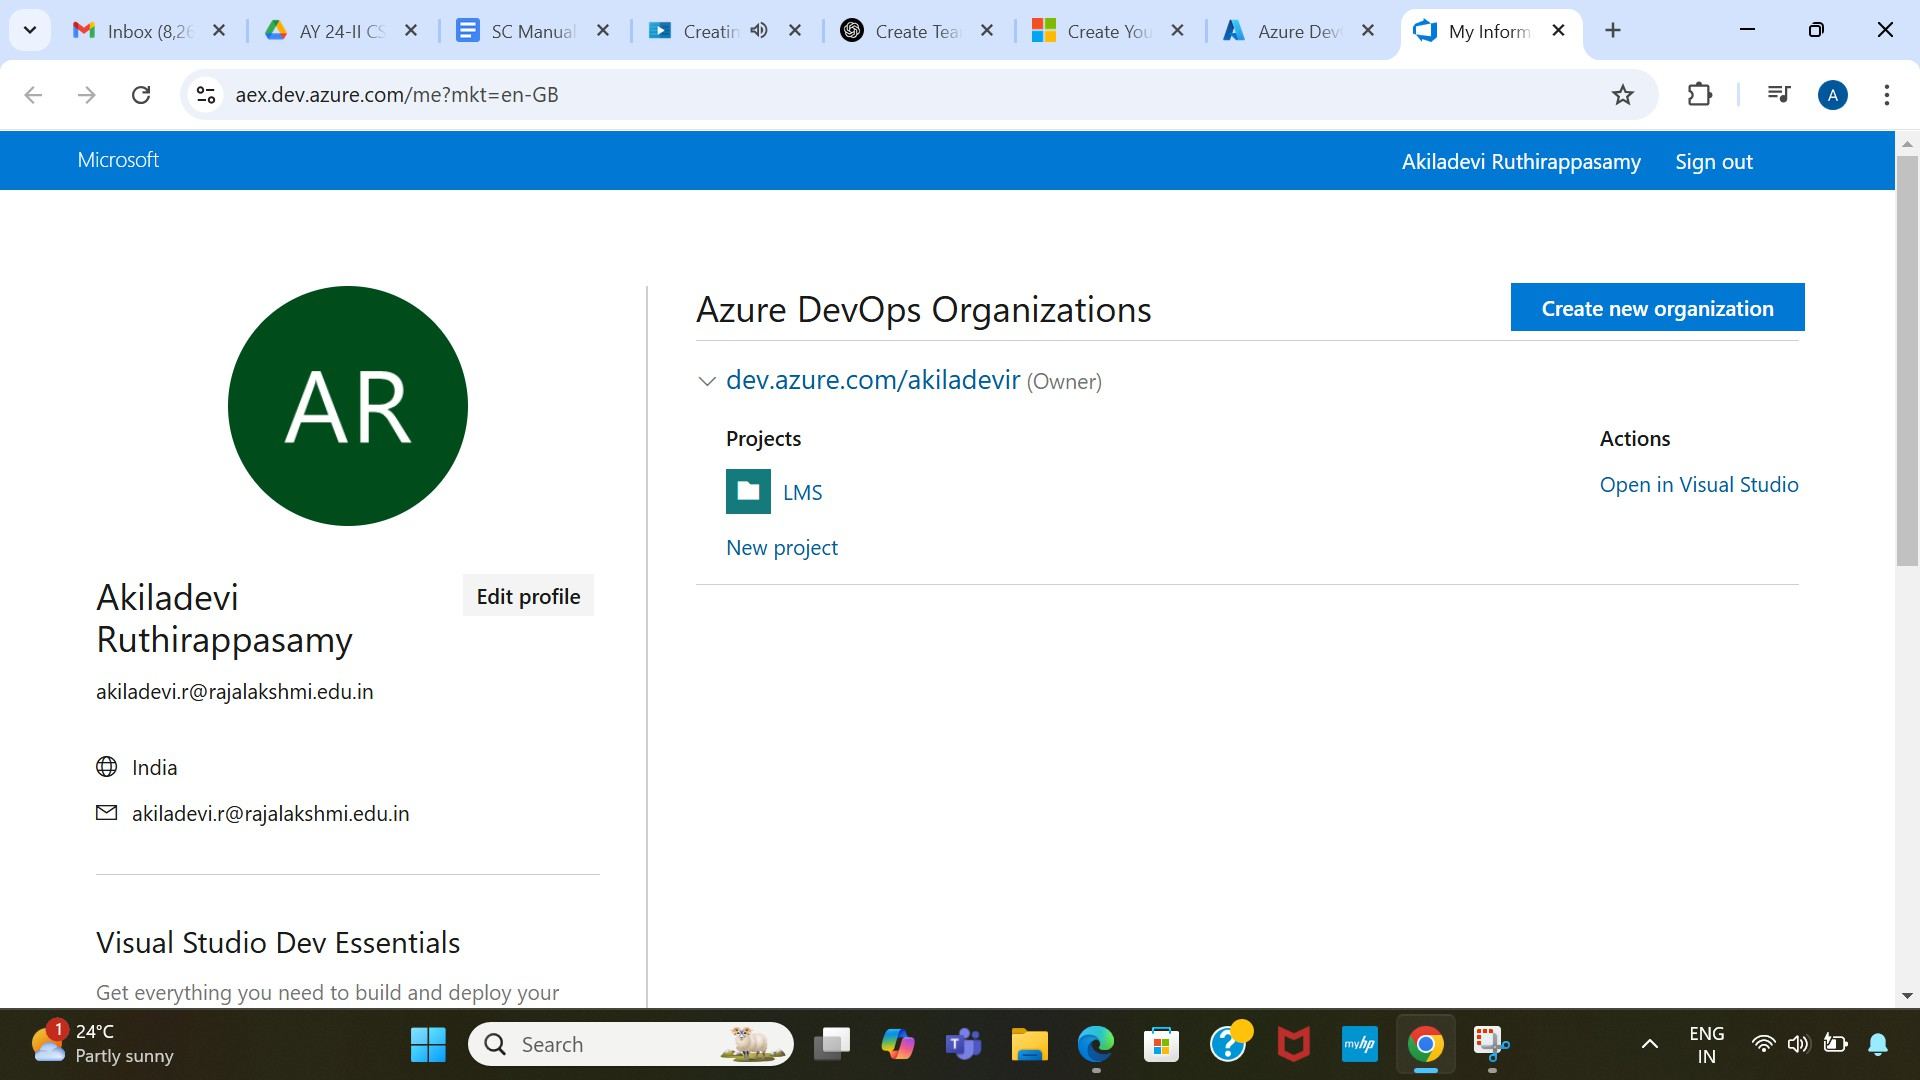 Inbox (8,26
AY 24-II CS
SC Manual
Creatin
Create Tea
Create You
Azure Dev
My Inform
aex.dev.azure.com/me?mkt=en-GB
A
Microsoft
Akiladevi Ruthirappasamy
Sign out
AR
Azure DevOps Organizations
Create new organization
dev.azure.com/akiladevir (Owner)
Projects
Actions
LMS
Open in Visual Studio
New project
Akiladevi
Ruthirappasamy
Edit profile
akiladevi.r@rajalakshmi.edu.in
India
akiladevi.r@rajalakshmi.edu.in
Visual Studio Dev Essentials
Get everything you need to build and deploy your
1
24°C
Partly sunny
Search
myhp
ENG
IN